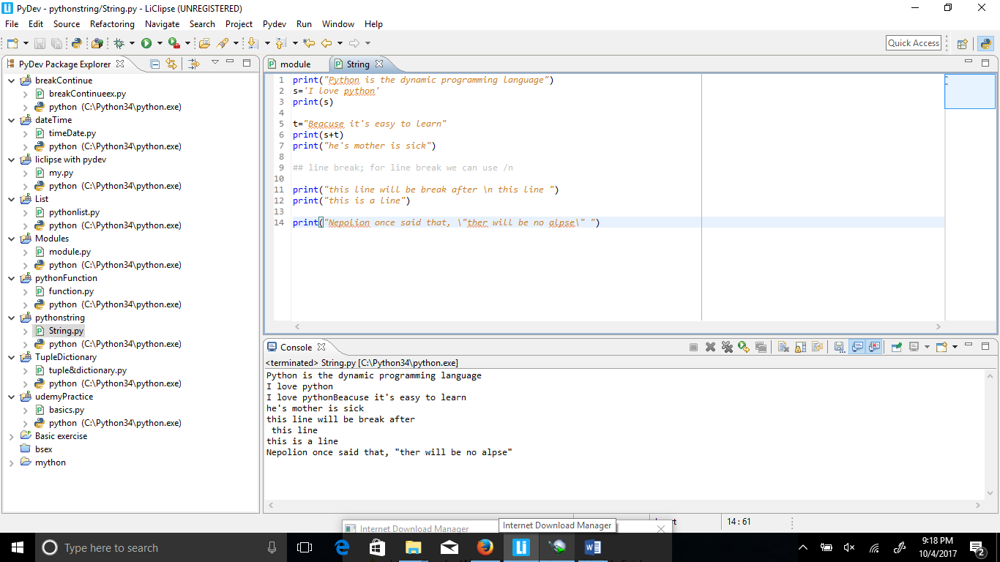 PyDev - pythonstring/String.py - LiClipse (UNREGISTERED)
File Edit Source Refactoring Navigate Search Project Pydev Run Window Help
Quick Access
PyDev Package Explorer
breakContinue
breakContinueex.py
python (C:\Python34\python.exe)
dateTime
timeDate.py
python (C:\Python34\python.exe)
liclipse with pydev
my.py
python (C:\Python34\python.exe)
List
pythonlist.py
python (C:\Python34\python.exe)
Modules
module.py
python (C:\Python34\python.exe)
pythonFunction
function.py
python (C:\Python34\python.exe)
pythonstring
String.py
python (C:\Python34\python.exe)
TupleDictionary
tuple&dictionary.py
python (C:\Python34\python.exe)
udemyPractice
basics.py
python (C:\Python34\python.exe)
Basic exercise
bsex
mython
module String
1 print("Python is the dynamic programming language")
2 s='I love python'
3 print(s)
4
5 t="Beacuse it's easy to learn"
6 print(s+t)
7 print("he's mother is sick")
8
9 ## line break; for line break we can use /n
10
11 print("this line will be break after \n this line ")
12 print("this is a line")
13
14 print("Nepolion once said that, \"ther will be no alpse\" ")
Console
<terminated> String.py [C:\Python34\python.exe]
Python is the dynamic programming language
I love python
I love pythonBeacuse it's easy to learn
he's mother is sick
this line will be break after
 this line
this is a line
Nepolion once said that, "ther will be no alpse"
14 : 61
Internet Download Manager
Internet Download Manager
Type here to search
9:18 PM
10/4/2017
2